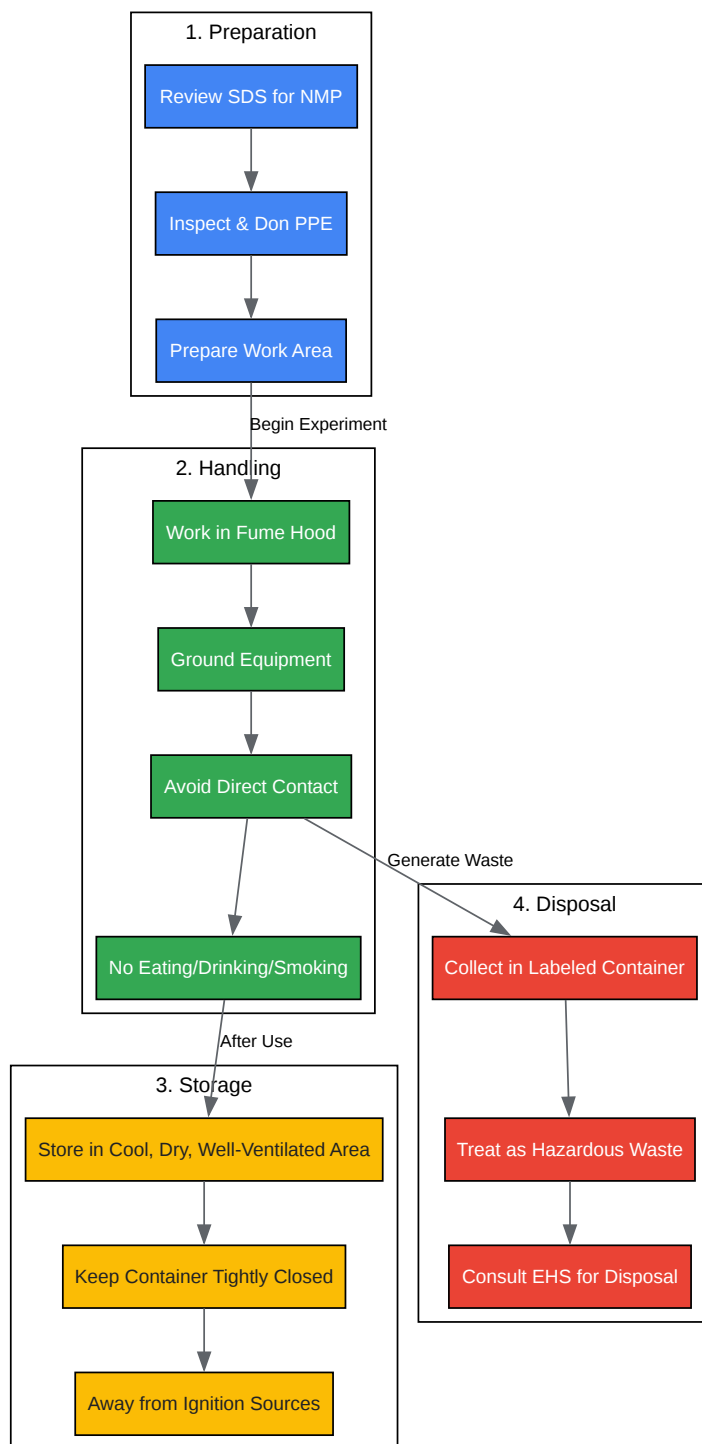 1. Preparation
Review SDS for NMP
Inspect & Don PPE
Prepare Work Area
Begin Experiment
2. Handling
Work in Fume Hood
Ground Equipment
Avoid Direct Contact
Generate Waste
No Eating/Drinking/Smoking
After Use
3. Storage
Store in Cool, Dry, Well-Ventilated Area
Keep Container Tightly Closed
Away from Ignition Sources
4. Disposal
Collect in Labeled Container
Treat as Hazardous Waste
Consult EHS for Disposal